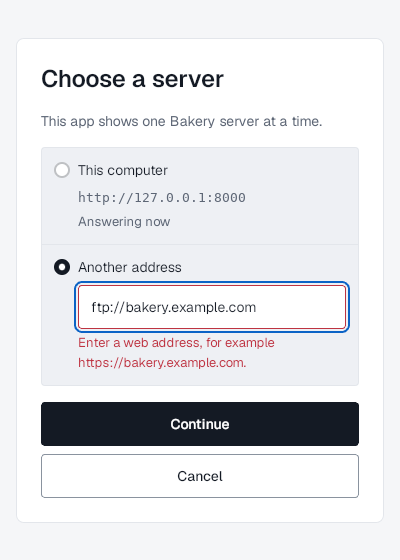 Choose a server
This app shows one Bakery server at a time.
This computer
http://127.0.0.1:8000
Answering now
Another address
ftp://bakery.example.com
Enter a web address, for example
https://bakery.example.com.
Continue
Cancel